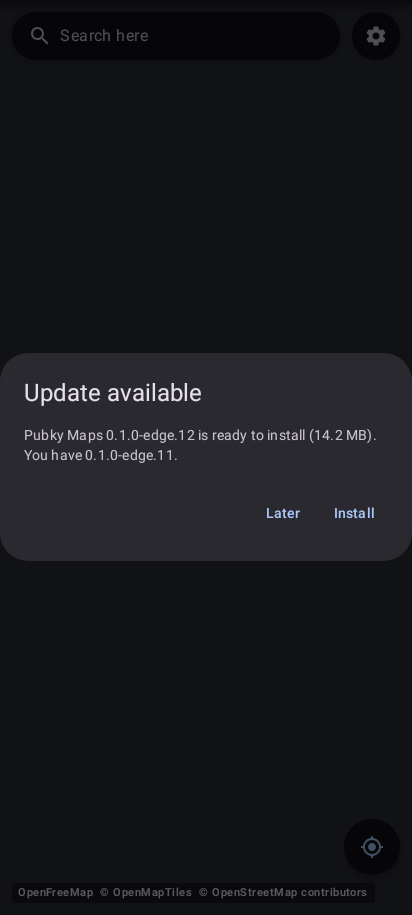 Search here
Update available
Pubky Maps 0.1.0-edge.12 is ready to install (14.2 MB).
You have 0.1.0-edge.11.
Later Install
OpenFreeMap © OpenMapTiles © OpenStreetMap contributors